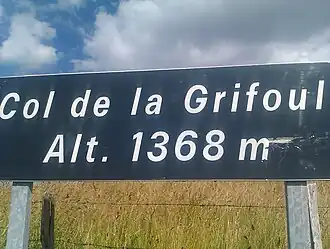 Col de la Grifoul
Alt. 1368 m